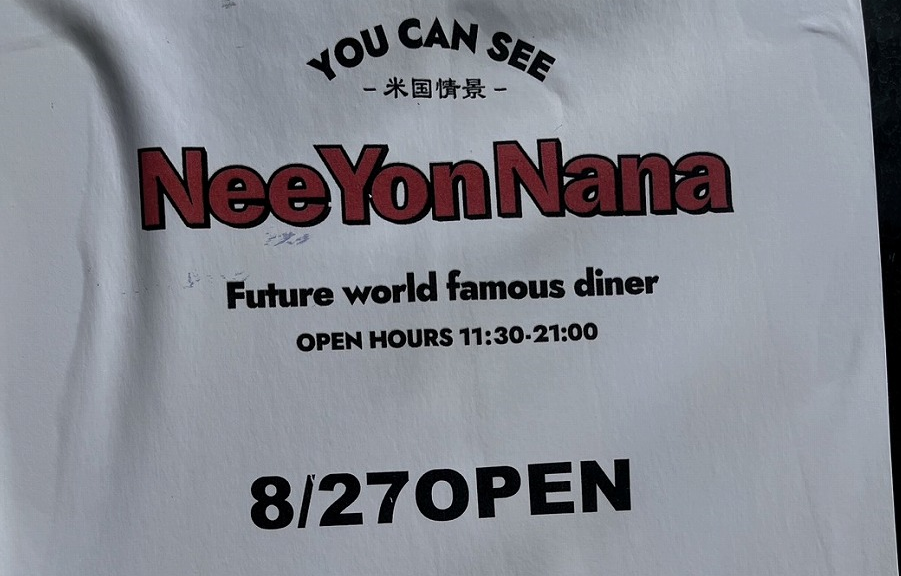 YOU CAN SEE
- 米国情景 -
NeeYonNana
Future world famous diner
OPEN HOURS 11:30-21:00
8/27OPEN